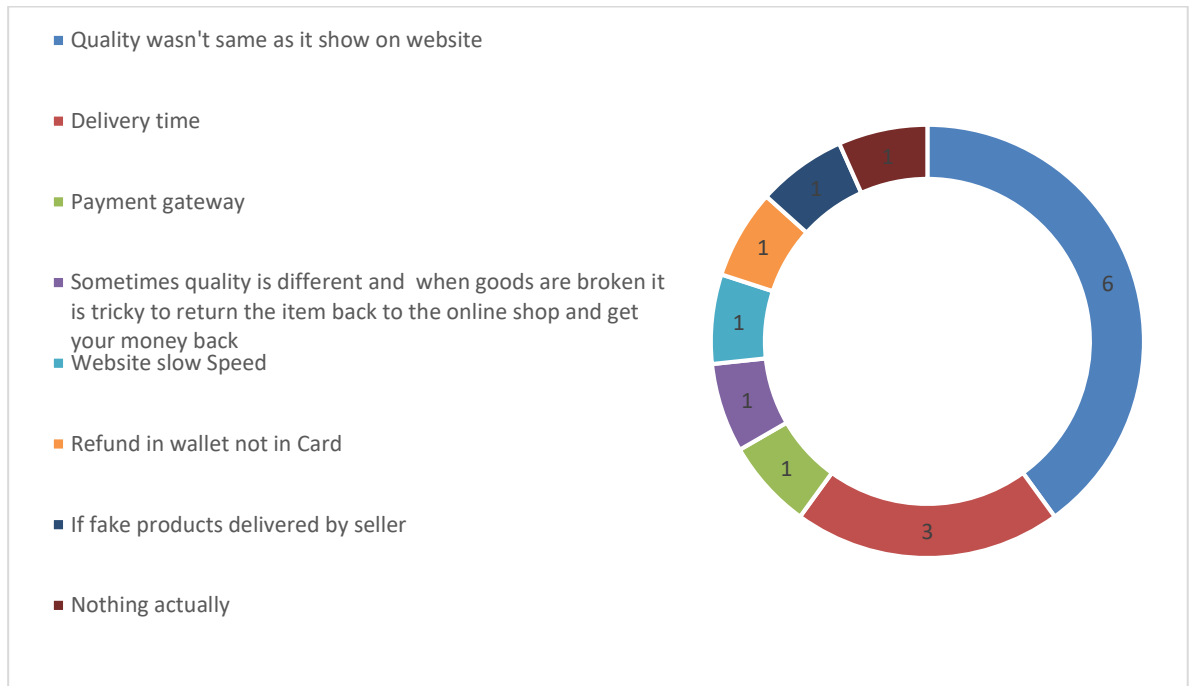 Quality wasn't same as it show on website
Delivery time
Payment gateway
Sometimes quality is different and  when goods are broken it
is tricky to return the item back to the online shop and get
your money back
Website slow Speed
Refund in wallet not in Card
If fake products delivered by seller
Nothing actually
6
3
1
1
1
1
1
1